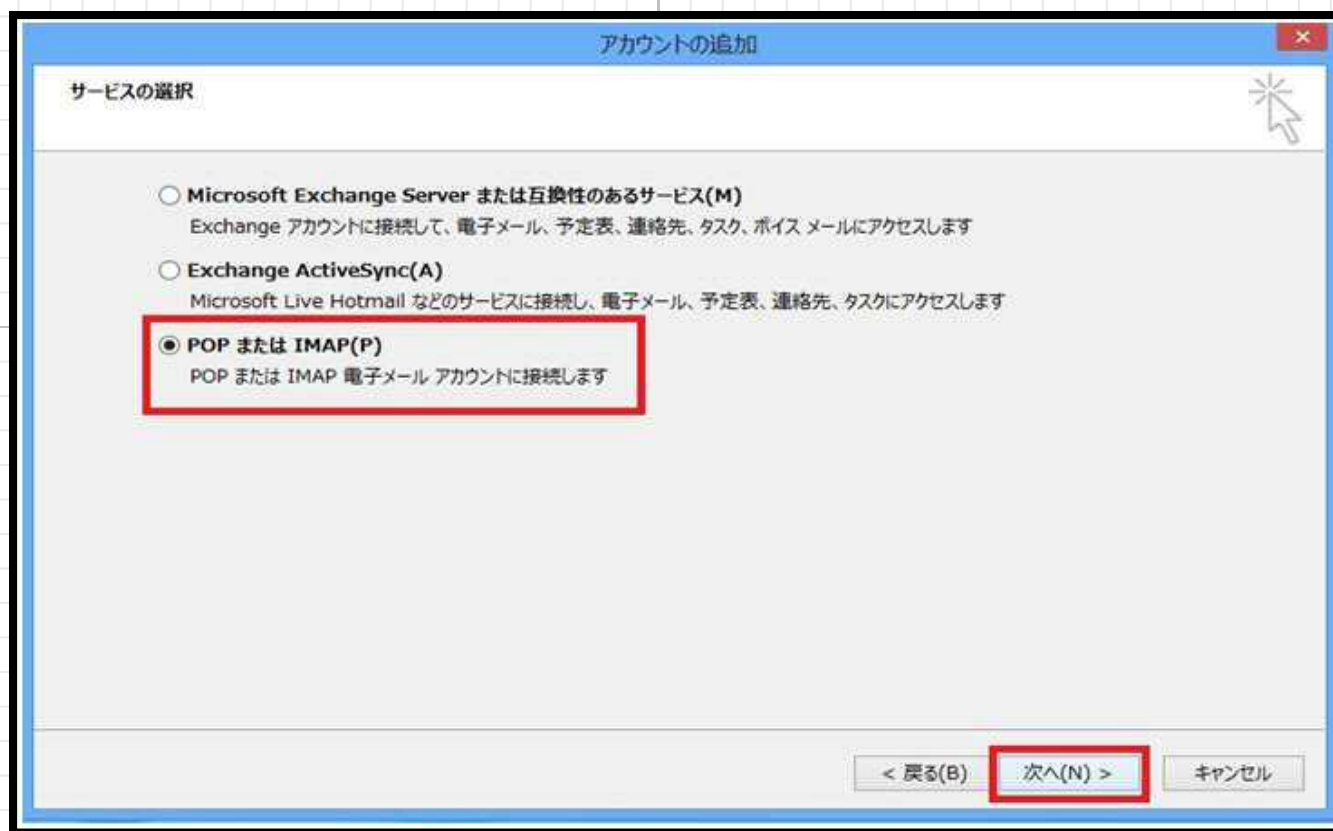 アカウントの追加
サービスの選択
Microsoft Exchange Server または互換性のあるサービス(M)
Exchange アカウントに接続して、電子メール、予定表、連絡先、タスク、ボイス メールにアクセスします
Exchange ActiveSync(A)
Microsoft Live Hotmail などのサービスに接続し、電子メール、予定表、連絡先、タスクにアクセスします
POP または IMAP(P)
POP または IMAP 電子メール アカウントに接続します
< 戻る(B) 次へ(N) > キャンセル